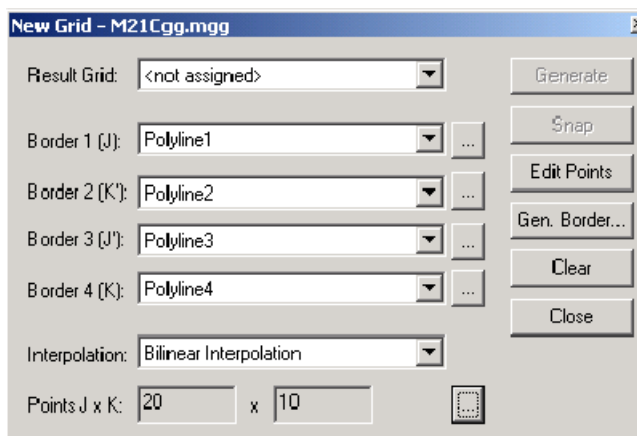 New Grid - M21Cgg.mgg
Result Grid: <not assigned> Generate
Snap
Border 1 (J): Polyline1 ...
Edit Points
Border 2 (K'): Polyline2 ...
Gen. Border...
Border 3 (J'): Polyline3 ...
Clear
Border 4 (K): Polyline4 ...
Close
Interpolation: Bilinear Interpolation
Points J x K: 20 x 10 ...